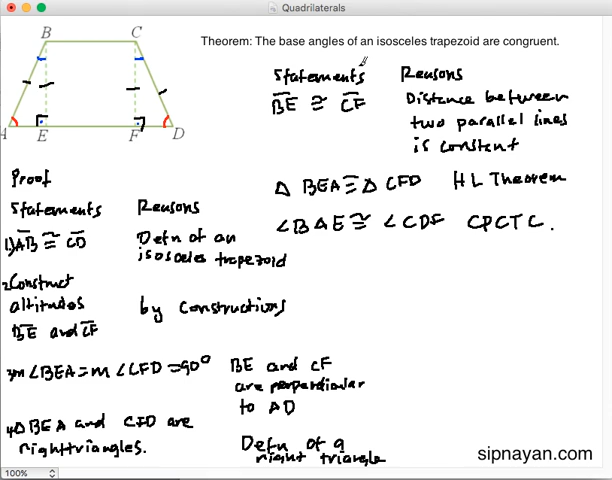 Quadrilaterals
Theorem: The base angles of an isosceles trapezoid are congruent.
B C
A E F D
Proof
Statements Reasons
1) AB ≅ CD Defn of an
isosceles trapezoid
2) Construct
altitudes
BE and CF by constructions
3) m∠BEA = m∠CFD = 90° BE and CF
are perpendicular
to AD
4) Δ BEA and CFD are
right triangles. Defn of a
right triangle
Statements Reasons
BE ≅ CF Distance between
two parallel lines
is constant
Δ BEA ≅ Δ CFD HL Theorem
∠BAE ≅ ∠CDF CPCTC.
sipnayan.com
100%